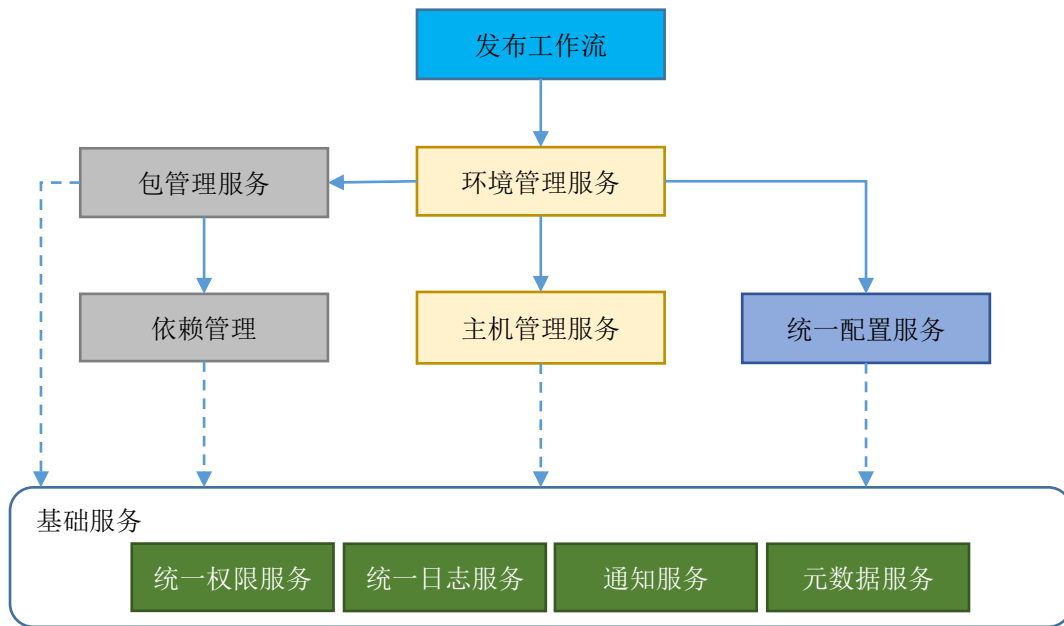 发布工作流
包管理服务
环境管理服务
依赖管理
主机管理服务
统一配置服务
基础服务
统一权限服务
统一日志服务
通知服务
元数据服务